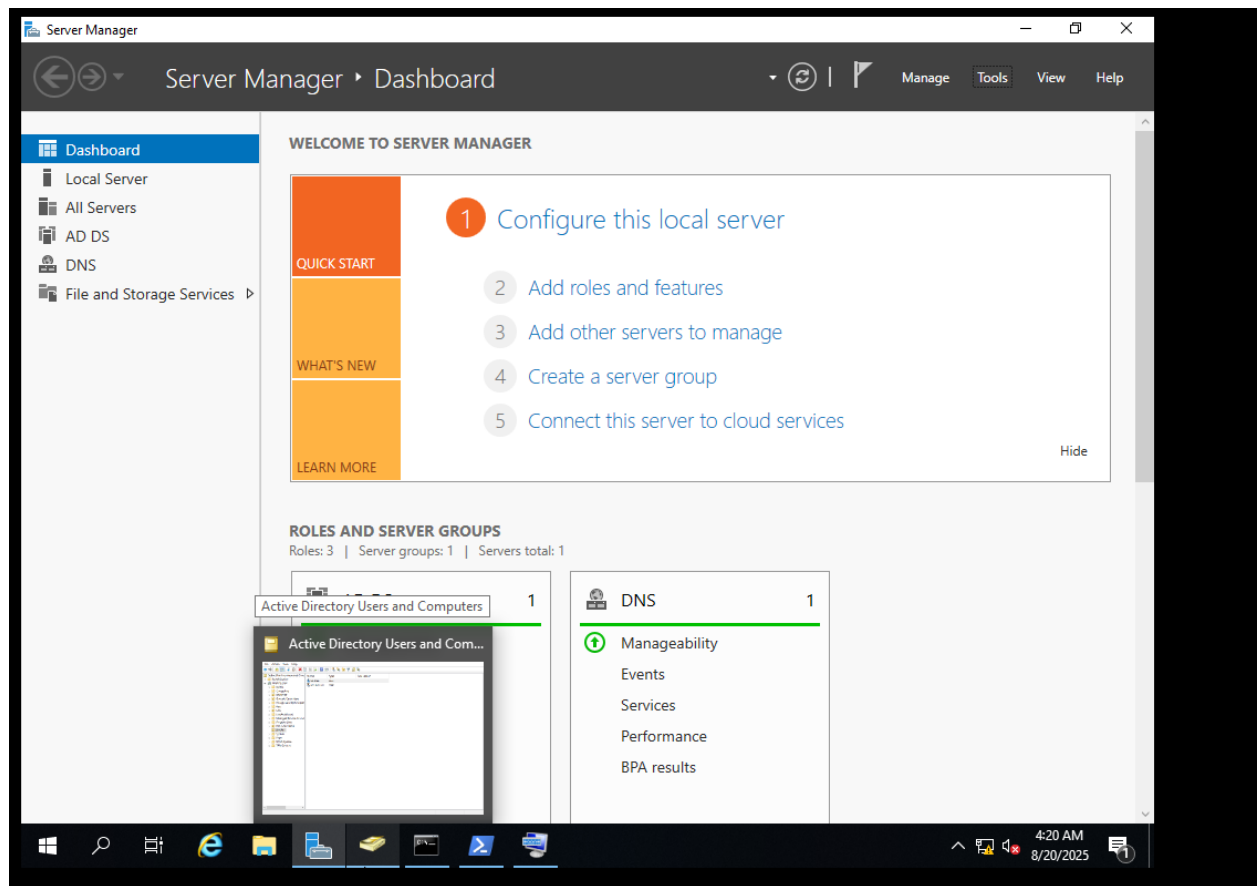 Server Manager
Server Manager ‣ Dashboard
Manage Tools View Help
Dashboard
Local Server
All Servers
AD DS
DNS
File and Storage Services
WELCOME TO SERVER MANAGER
QUICK START
WHAT'S NEW
LEARN MORE
1 Configure this local server
2 Add roles and features
3 Add other servers to manage
4 Create a server group
5 Connect this server to cloud services
Hide
ROLES AND SERVER GROUPS
Roles: 3 | Server groups: 1 | Servers total: 1
1
Active Directory Users and Computers
Active Directory Users and Com...
DNS 1
Manageability
Events
Services
Performance
BPA results
4:20 AM
8/20/2025
1